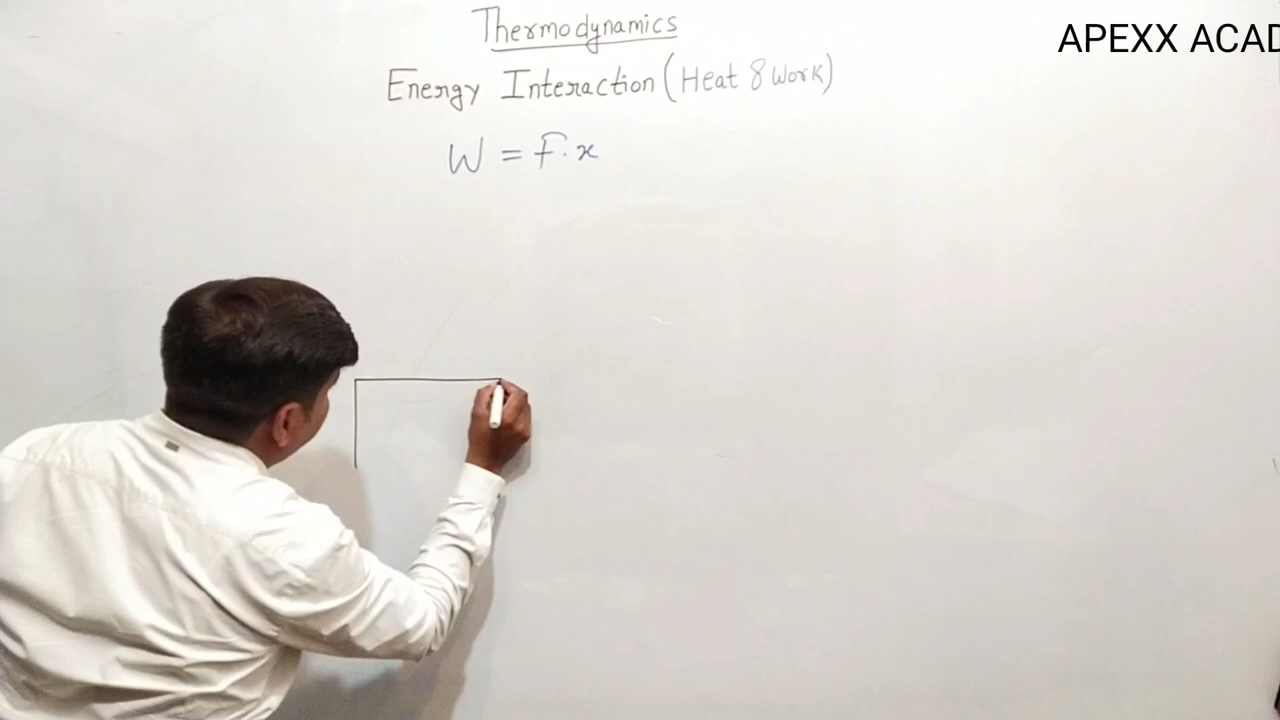 Thermodynamics
APEXX ACAD
Energy Interaction (Heat & Work)
W = F.x